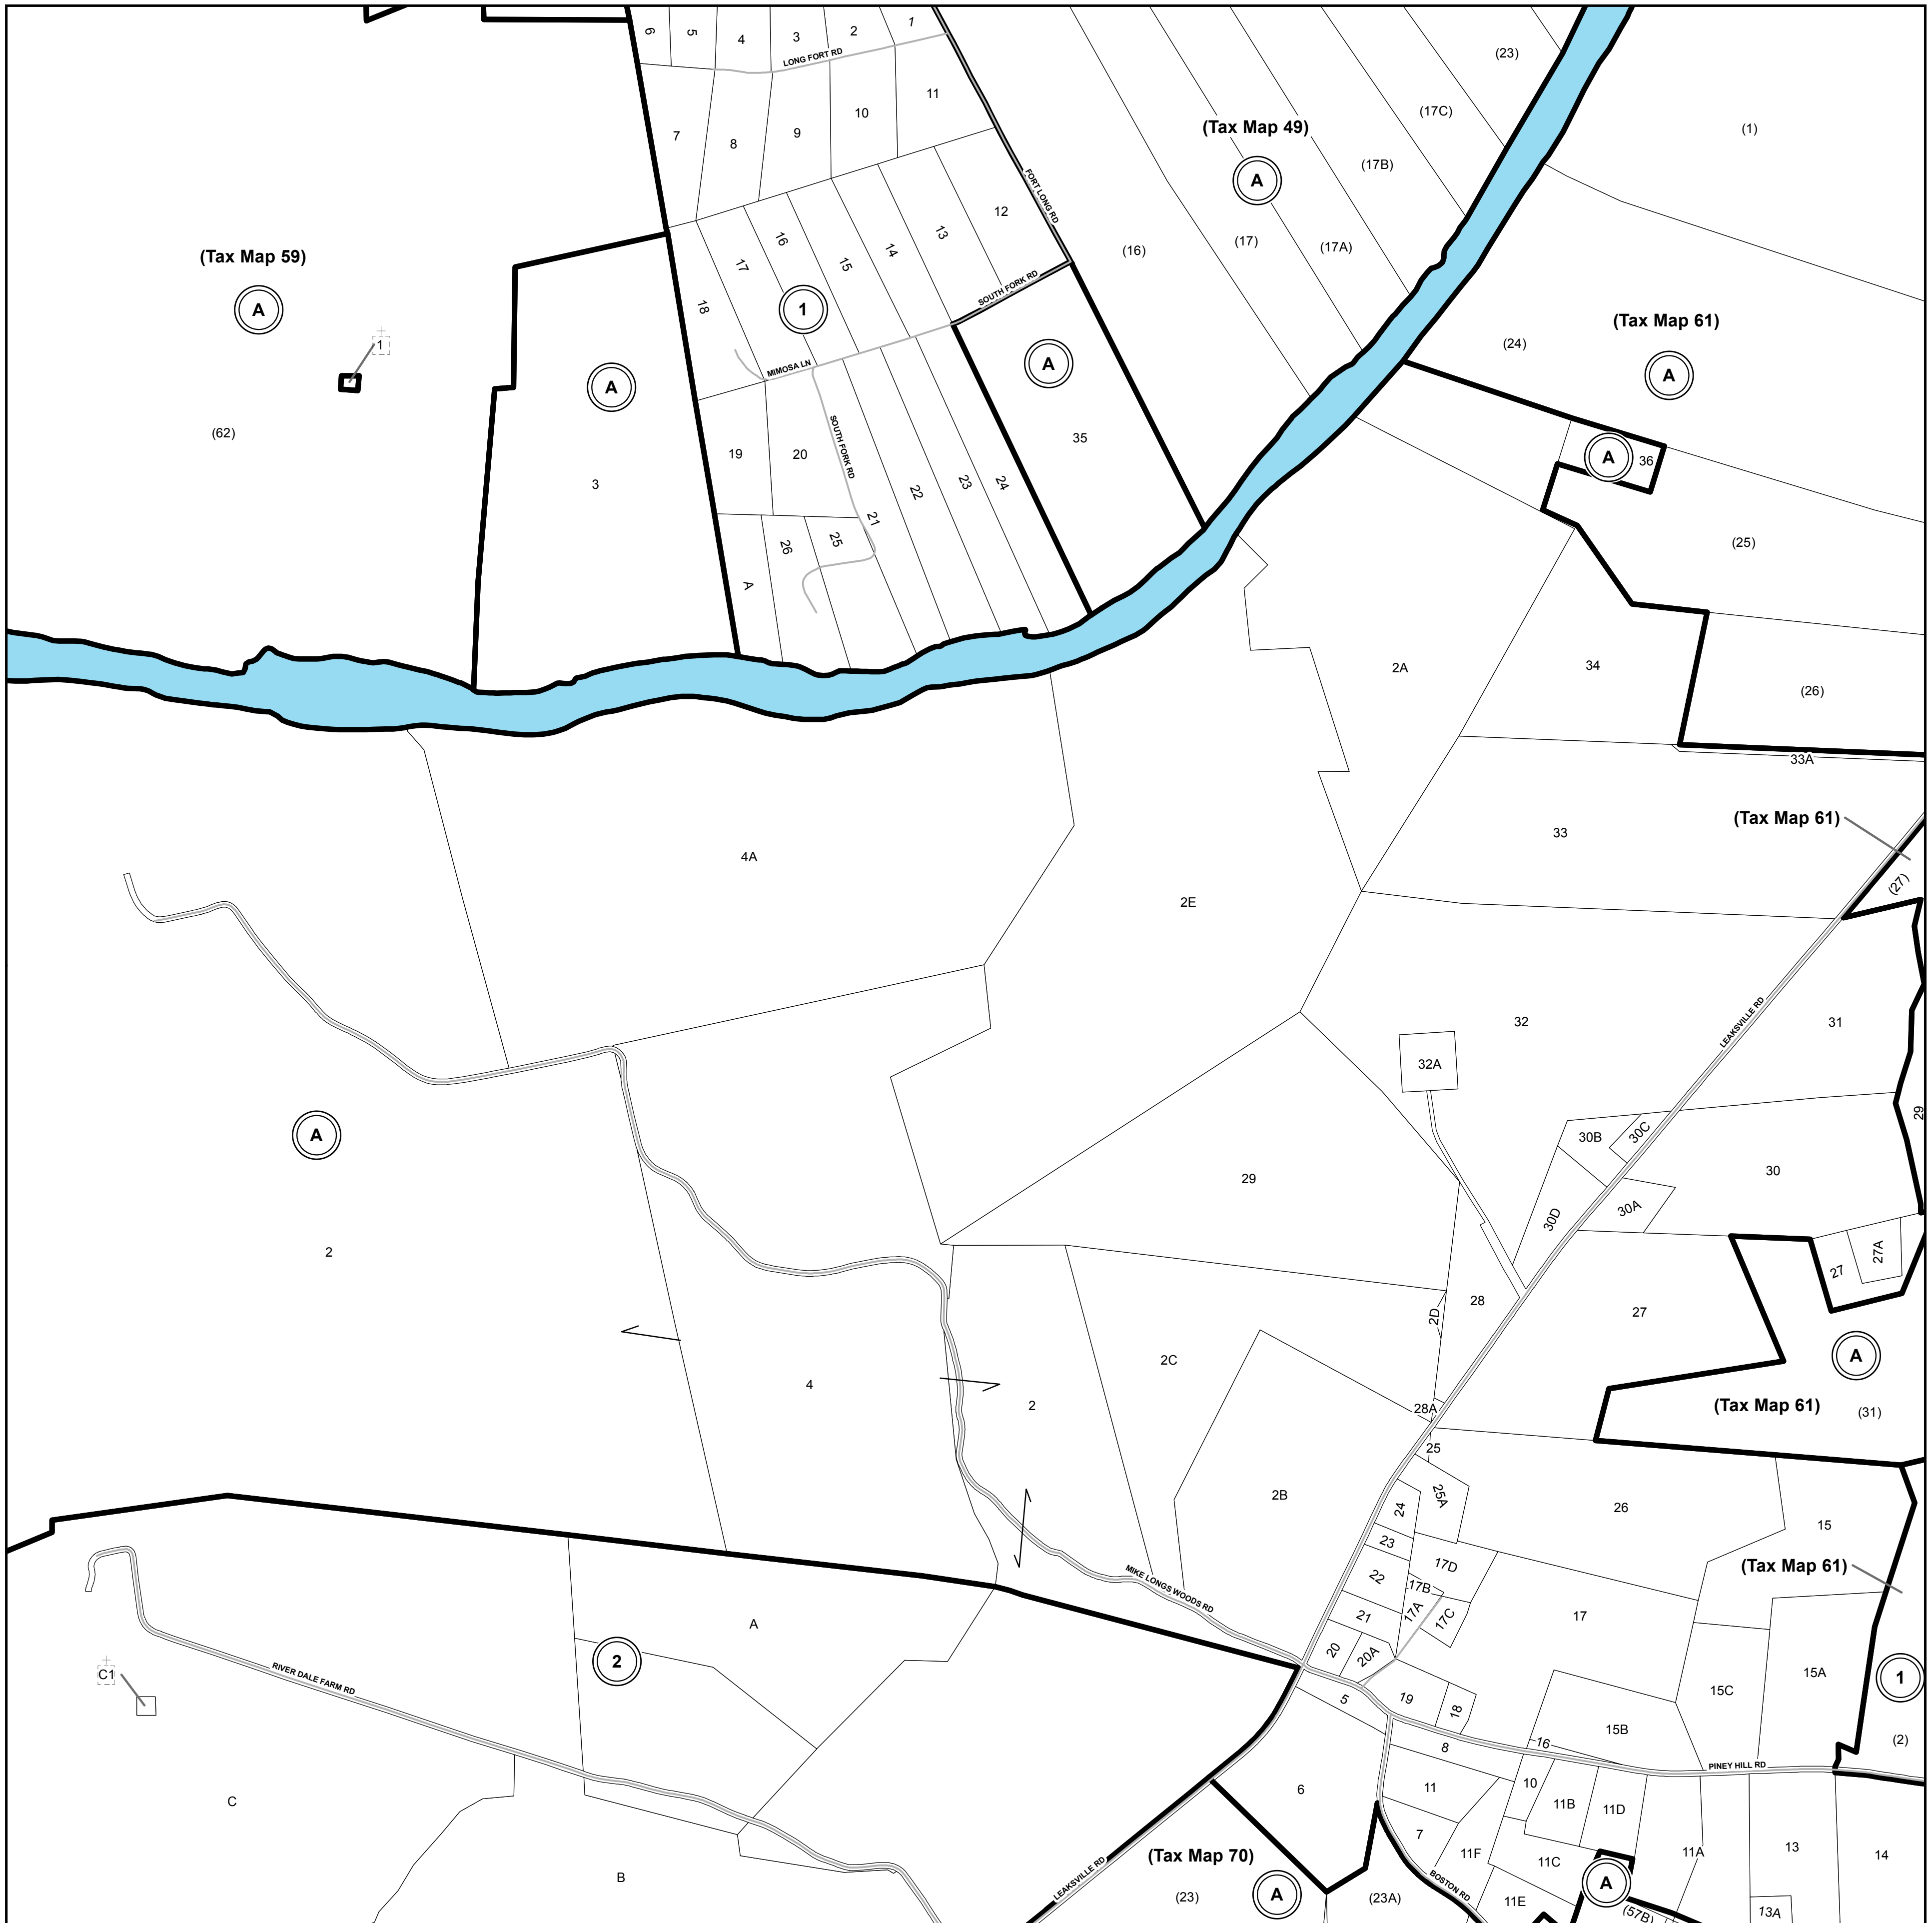 6
5
4
3
2
1
LONG FORT RD
(23)
11
(17C)
10
(1)
(Tax Map 49)
7
8
9
(17B)
A
FORT LONG RD
12
13
14
15
16
17
18
(16)
(17)
(17A)
(Tax Map 59)
A
1
SOUTH FORK RD
(Tax Map 61)
1
(24)
MIMOSA LN
A
A
A
(62)
3
35
19
20
SOUTH FORK RD
A
36
22
23
24
21
25
26
(25)
A
2A
34
(26)
33A
(Tax Map 61)
33
4A
(27)
2E
LEAKSVILLE RD
32
31
32A
29
A
30B
30C
30
29
30D
30A
2
27A
27
2D
28
27
A
2C
4
2
28A
(Tax Map 61)
(31)
25
2B
25A
24
26
15
23
17D
(Tax Map 61)
22
17B
MIKE LONGS WOODS RD
17A
17C
21
17
A
20
20A
2
C1
RIVER DALE FARM RD
15A
1
5
19
18
15C
15B
(2)
8
16
PINEY HILL RD
6
11
10
11B
11D
C
7
11F
11C
11A
13
14
(Tax Map 70)
LEAKSVILLE RD
B
(23)
A
(23A)
BOSTON RD
11E
A
(57B)
13A